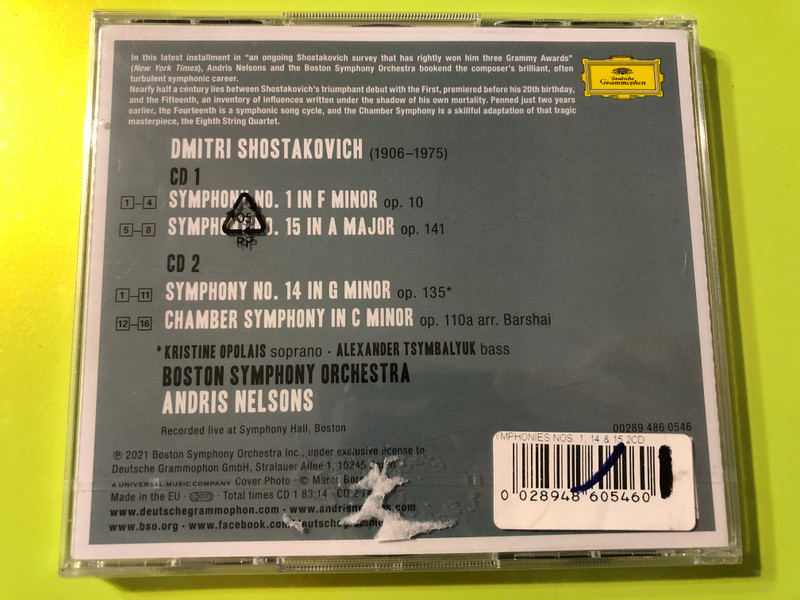 In this latest installment in "an ongoing Shostakovich survey that has rightly won him three Grammy Awards"
(New York Times), Andris Nelsons and the Boston Symphony Orchestra bookend the composer's brilliant, often
turbulent symphonic career.
Nearly half a century lies between Shostakovich's triumphant debut with the First, premiered before his 20th birthday,
and the Fifteenth, an inventory of influences written under the shadow of his own mortality. Penned just two years
earlier, the Fourteenth is a symphonic song cycle, and the Chamber Symphony is a skillful adaptation of that tragic
masterpiece, the Eighth String Quartet.
Deutsche
Grammophon
DMITRI SHOSTAKOVICH (1906–1975)
CD 1
1–4 SYMPHONY NO. 1 IN F MINOR op. 10
5–8 SYMPHONY NO. 15 IN A MAJOR op. 141
05
PP
CD 2
1–11 SYMPHONY NO. 14 IN G MINOR op. 135*
12–16 CHAMBER SYMPHONY IN C MINOR op. 110a arr. Barshai
* KRISTINE OPOLAIS soprano · ALEXANDER TSYMBALYUK bass
BOSTON SYMPHONY ORCHESTRA
ANDRIS NELSONS
Recorded live at Symphony Hall, Boston
00289 486 0546
YMPHONIES NOS. 1, 14 & 15 2CD
0 028948 605460
℗ 2021 Boston Symphony Orchestra Inc., under exclusive license to
Deutsche Grammophon GmbH, Stralauer Allee 1, 10245
A UNIVERSAL MUSIC COMPANY Cover Photo · © Marco
Made in the EU · Total times CD 1 83:14 CD 2
www.deutschegrammophon.com · www.andrisnelsons.com
www.bso.org · www.facebook.com/deutschegrammophon